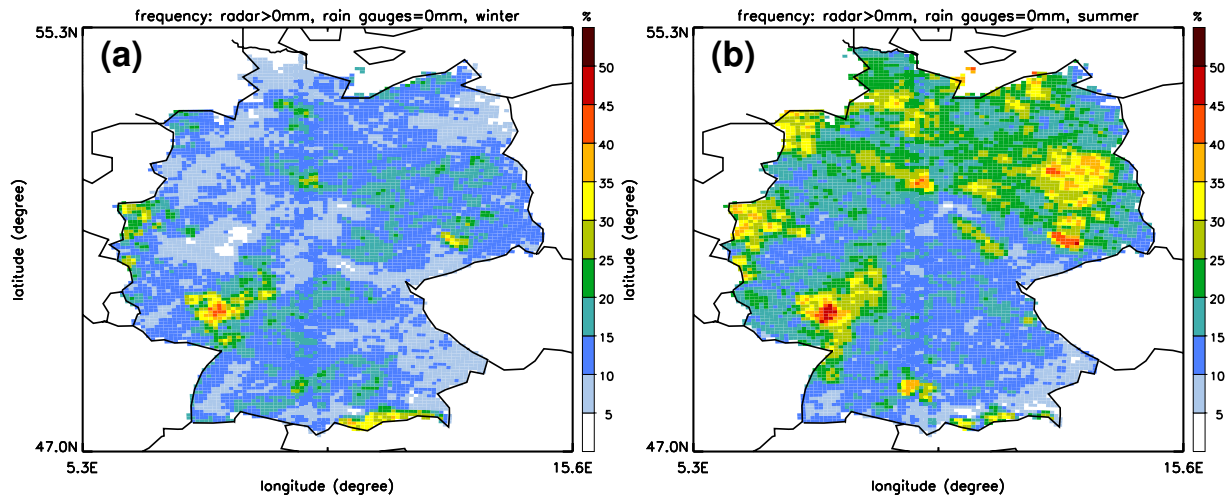 frequency: radar>0mm, rain gauges=0mm, winter
%
55.3N
(a)
50
45
40
35
30
25
20
15
10
5
latitude (degree)
47.0N
5.3E
15.6E
longitude (degree)
frequency: radar>0mm, rain gauges=0mm, summer
%
55.3N
(b)
50
45
40
35
30
25
20
15
10
5
latitude (degree)
47.0N
5.3E
15.6E
longitude (degree)